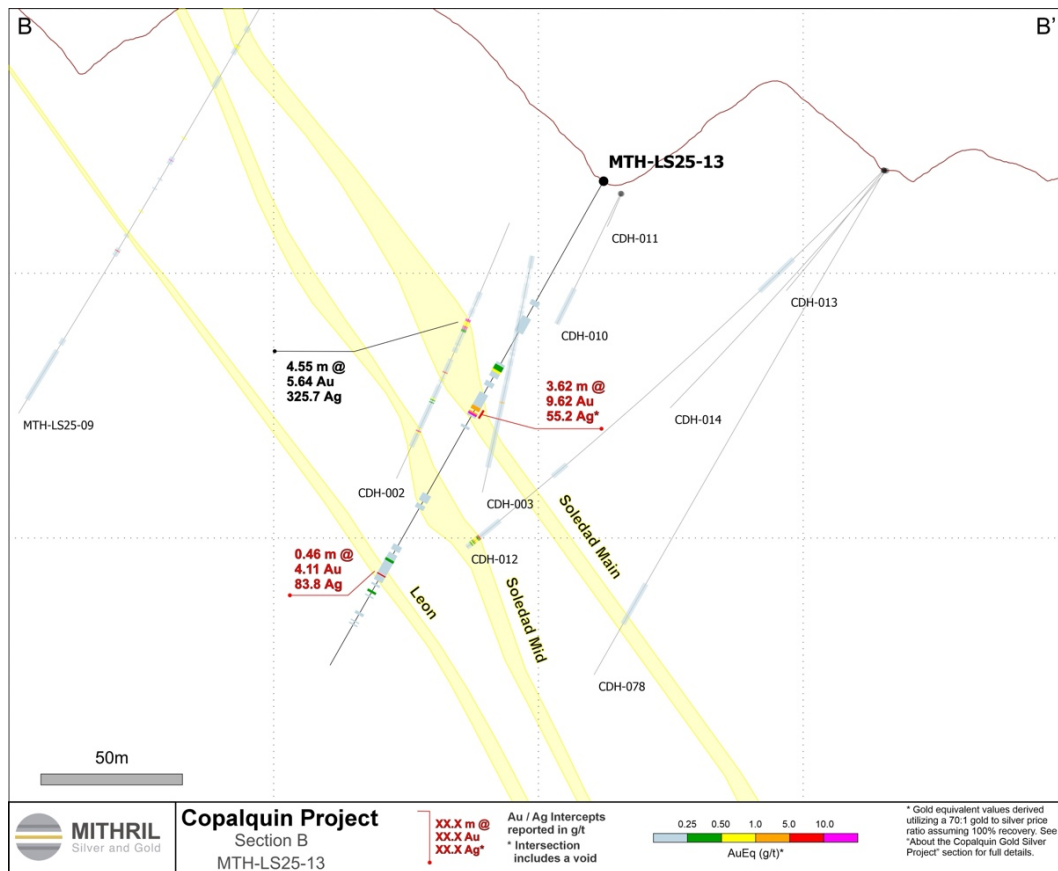 B
B'
MTH-LS25-13
CDH-011
CDH-013
CDH-010
4.55 m @
5.64 Au
325.7 Ag
3.62 m @
9.62 Au
55.2 Ag*
CDH-014
MTH-LS25-09
CDH-002
CDH-003
Soledad Main
CDH-012
0.46 m @
4.11 Au
83.8 Ag
Leon
Soledad Mid
CDH-078
50m
MITHRIL
Silver and Gold
Copalquin Project
Section B
MTH-LS25-13
XX.X m @
XX.X Au
XX.X Ag*
Au / Ag Intercepts
reported in g/t
* Intersection
includes a void
0.25 0.50 1.0 5.0 10.0
AuEq (g/t)*
* Gold equivalent values derived
utilizing a 70:1 gold to silver price
ratio assuming 100% recovery. See
"About the Copalquin Gold Silver
Project" section for full details.